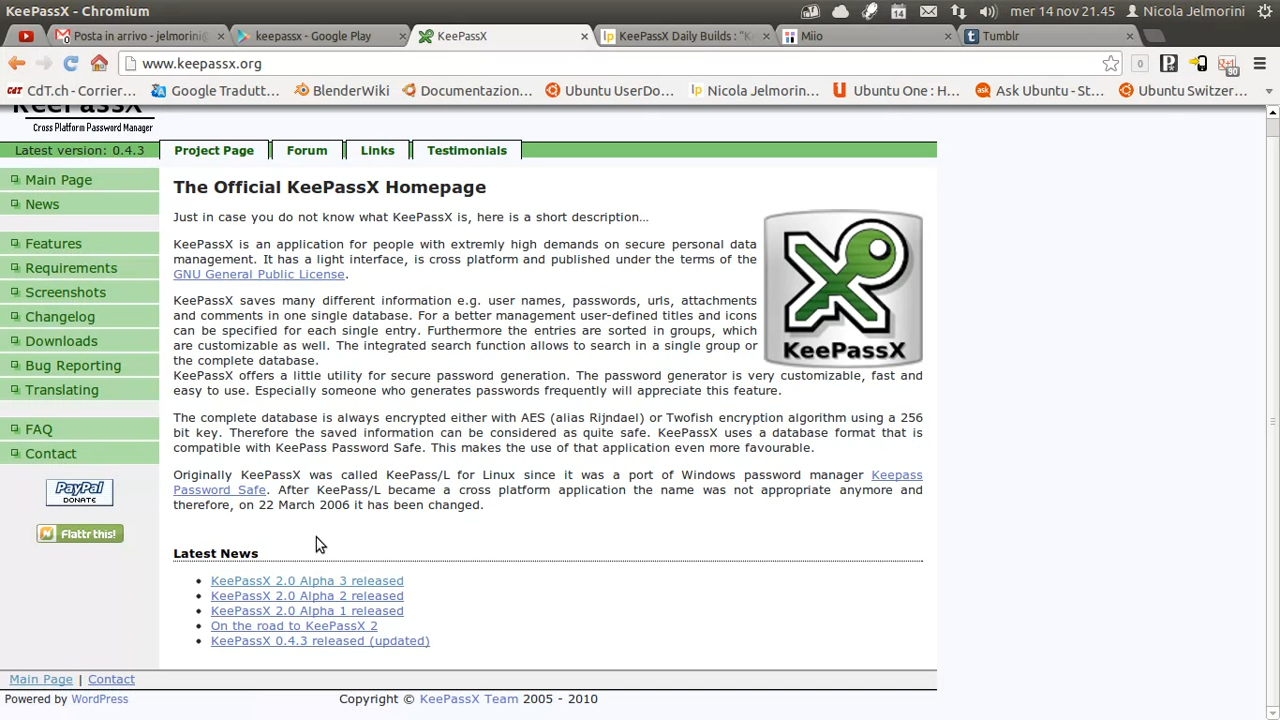 KeePassX - Chromium
14
mer 14 nov 21.45
Nicola Jelmorini
Posta in arrivo - jelmorini@
keepassx - Google Play
KeePassX
KeePassX Daily Builds : "K
Miio
Tumblr
www.keepassx.org
0
50
CdT.ch - Corrier...
Google Tradutt...
BlenderWiki
Documentazion...
Ubuntu UserDo...
Nicola Jelmorin...
Ubuntu One : H...
Ask Ubuntu - St...
Ubuntu Switzer...
KeePassX
Cross Platform Password Manager
Latest version: 0.4.3
Project Page
Forum
Links
Testimonials
Main Page
News
Features
Requirements
Screenshots
Changelog
Downloads
Bug Reporting
Translating
FAQ
Contact
PayPal
DONATE
Flattr this!
The Official KeePassX Homepage
Just in case you do not know what KeePassX is, here is a short description...
KeePassX is an application for people with extremly high demands on secure personal data
management. It has a light interface, is cross platform and published under the terms of the
GNU General Public License.
KeePassX saves many different information e.g. user names, passwords, urls, attachments
and comments in one single database. For a better management user-defined titles and icons
can be specified for each single entry. Furthermore the entries are sorted in groups, which
are customizable as well. The integrated search function allows to search in a single group or
the complete database.
KeePassX offers a little utility for secure password generation. The password generator is very customizable, fast and
easy to use. Especially someone who generates passwords frequently will appreciate this feature.
KeePassX
The complete database is always encrypted either with AES (alias Rijndael) or Twofish encryption algorithm using a 256
bit key. Therefore the saved information can be considered as quite safe. KeePassX uses a database format that is
compatible with KeePass Password Safe. This makes the use of that application even more favourable.
Originally KeePassX was called KeePass/L for Linux since it was a port of Windows password manager Keepass
Password Safe. After KeePass/L became a cross platform application the name was not appropriate anymore and
therefore, on 22 March 2006 it has been changed.
Latest News
KeePassX 2.0 Alpha 3 released
KeePassX 2.0 Alpha 2 released
KeePassX 2.0 Alpha 1 released
On the road to KeePassX 2
KeePassX 0.4.3 released (updated)
Main Page | Contact
Powered by WordPress
Copyright © KeePassX Team 2005 - 2010